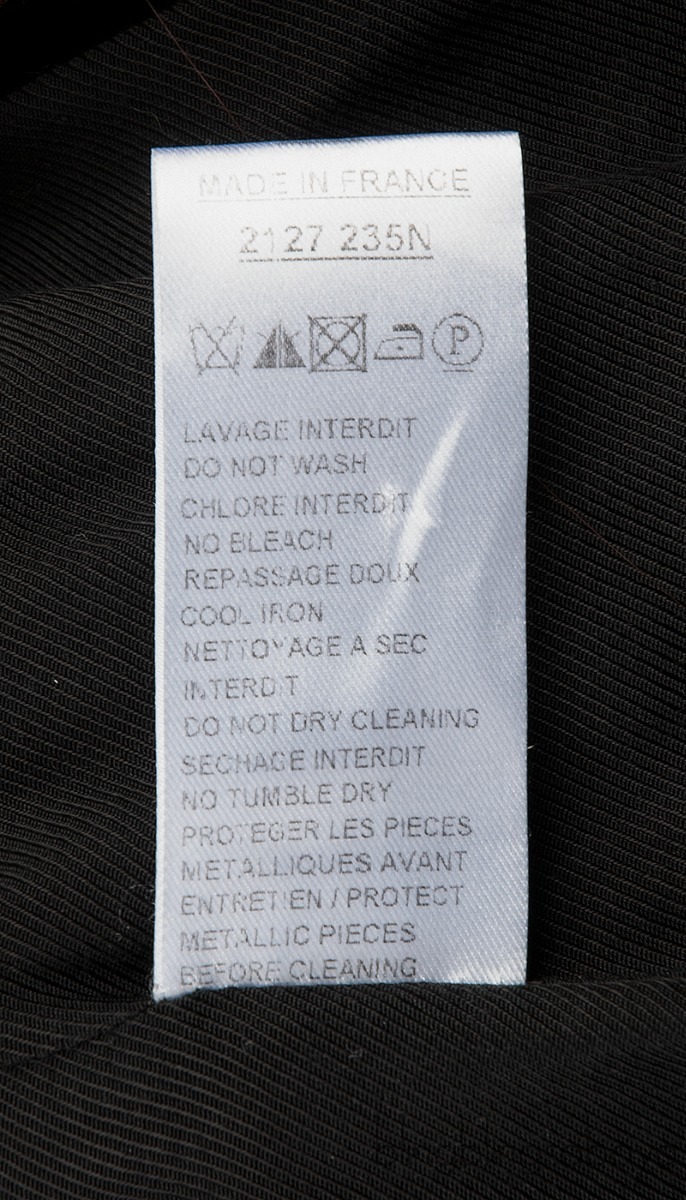 MADE IN FRANCE
2127 235N
P
LAVAGE INTERDIT
DO NOT WASH
CHLORE INTERDIT
NO BLEACH
REPASSAGE DOUX
COOL IRON
NETTOYAGE A SEC
INTERDIT
DO NOT DRY CLEANING
SECHAGE INTERDIT
NO TUMBLE DRY
PROTEGER LES PIECES
METALLIQUES AVANT
ENTRETIEN / PROTECT
METALLIC PIECES
BEFORE CLEANING